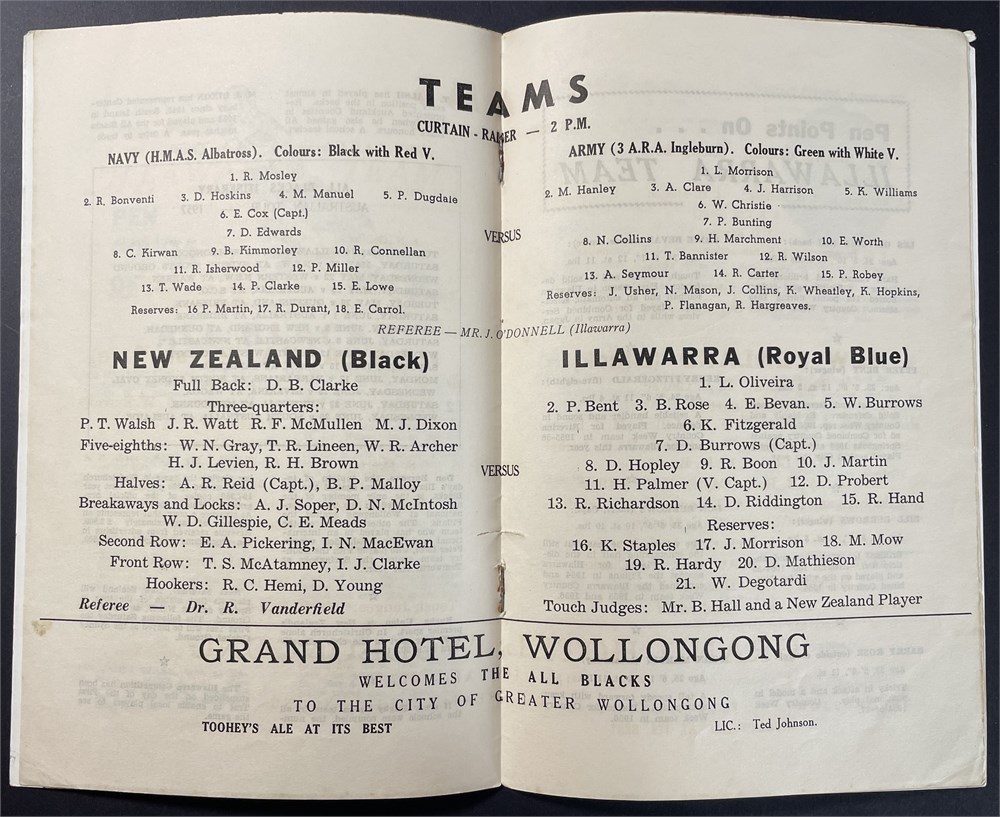 TEAMS
CURTAIN - RAISER — 2 P.M.
NAVY (H.M.A.S. Albatross). Colours: Black with Red V.
1. R. Mosley
2. R. Bonventi 3. D. Hoskins 4. M. Manuel 5. P. Dugdale
6. E. Cox (Capt.)
7. D. Edwards
8. C. Kirwan 9. B. Kimmorley 10. R. Connellan
11. R. Isherwood 12. P. Miller
13. T. Wade 14. P. Clarke 15. E. Lowe
Reserves: 16 P. Martin, 17. R. Durant, 18. E. Carrol.
VERSUS
ARMY (3 A.R.A. Ingleburn). Colours: Green with White V.
1. L. Morrison
2. M. Hanley 3. A. Clare 4. J. Harrison 5. K. Williams
6. W. Christie
7. P. Bunting
8. N. Collins 9. H. Marchment 10. E. Worth
11. T. Bannister 12. R. Wilson
13. A. Seymour 14. R. Carter 15. P. Robey
Reserves: J. Usher, N. Mason, J. Collins, K. Wheatley, K. Hopkins,
P. Flanagan, R. Hargreaves.
REFEREE — MR. J. O'DONNELL (Illawarra)
NEW ZEALAND (Black)
Full Back: D. B. Clarke
Three-quarters:
P. T. Walsh J. R. Watt R. F. McMullen M. J. Dixon
Five-eighths: W. N. Gray, T. R. Lineen, W. R. Archer
H. J. Levien, R. H. Brown
Halves: A. R. Reid (Capt.), B. P. Malloy
Breakaways and Locks: A. J. Soper, D. N. McIntosh
W. D. Gillespie, C. E. Meads
Second Row: E. A. Pickering, I. N. MacEwan
Front Row: T. S. McAtamney, I. J. Clarke
Hookers: R. C. Hemi, D. Young
Referee — Dr. R. Vanderfield
VERSUS
ILLAWARRA (Royal Blue)
1. L. Oliveira
2. P. Bent 3. B. Rose 4. E. Bevan. 5. W. Burrows
6. K. Fitzgerald
7. D. Burrows (Capt.)
8. D. Hopley 9. R. Boon 10. J. Martin
11. H. Palmer (V. Capt.) 12. D. Probert
13. R. Richardson 14. D. Riddington 15. R. Hand
Reserves:
16. K. Staples 17. J. Morrison 18. M. Mow
19. R. Hardy 20. D. Mathieson
21. W. Degotardi
Touch Judges: Mr. B. Hall and a New Zealand Player
GRAND HOTEL, WOLLONGONG
WELCOMES THE ALL BLACKS
TO THE CITY OF GREATER WOLLONGONG
TOOHEY'S ALE AT ITS BEST
LIC.: Ted Johnson.